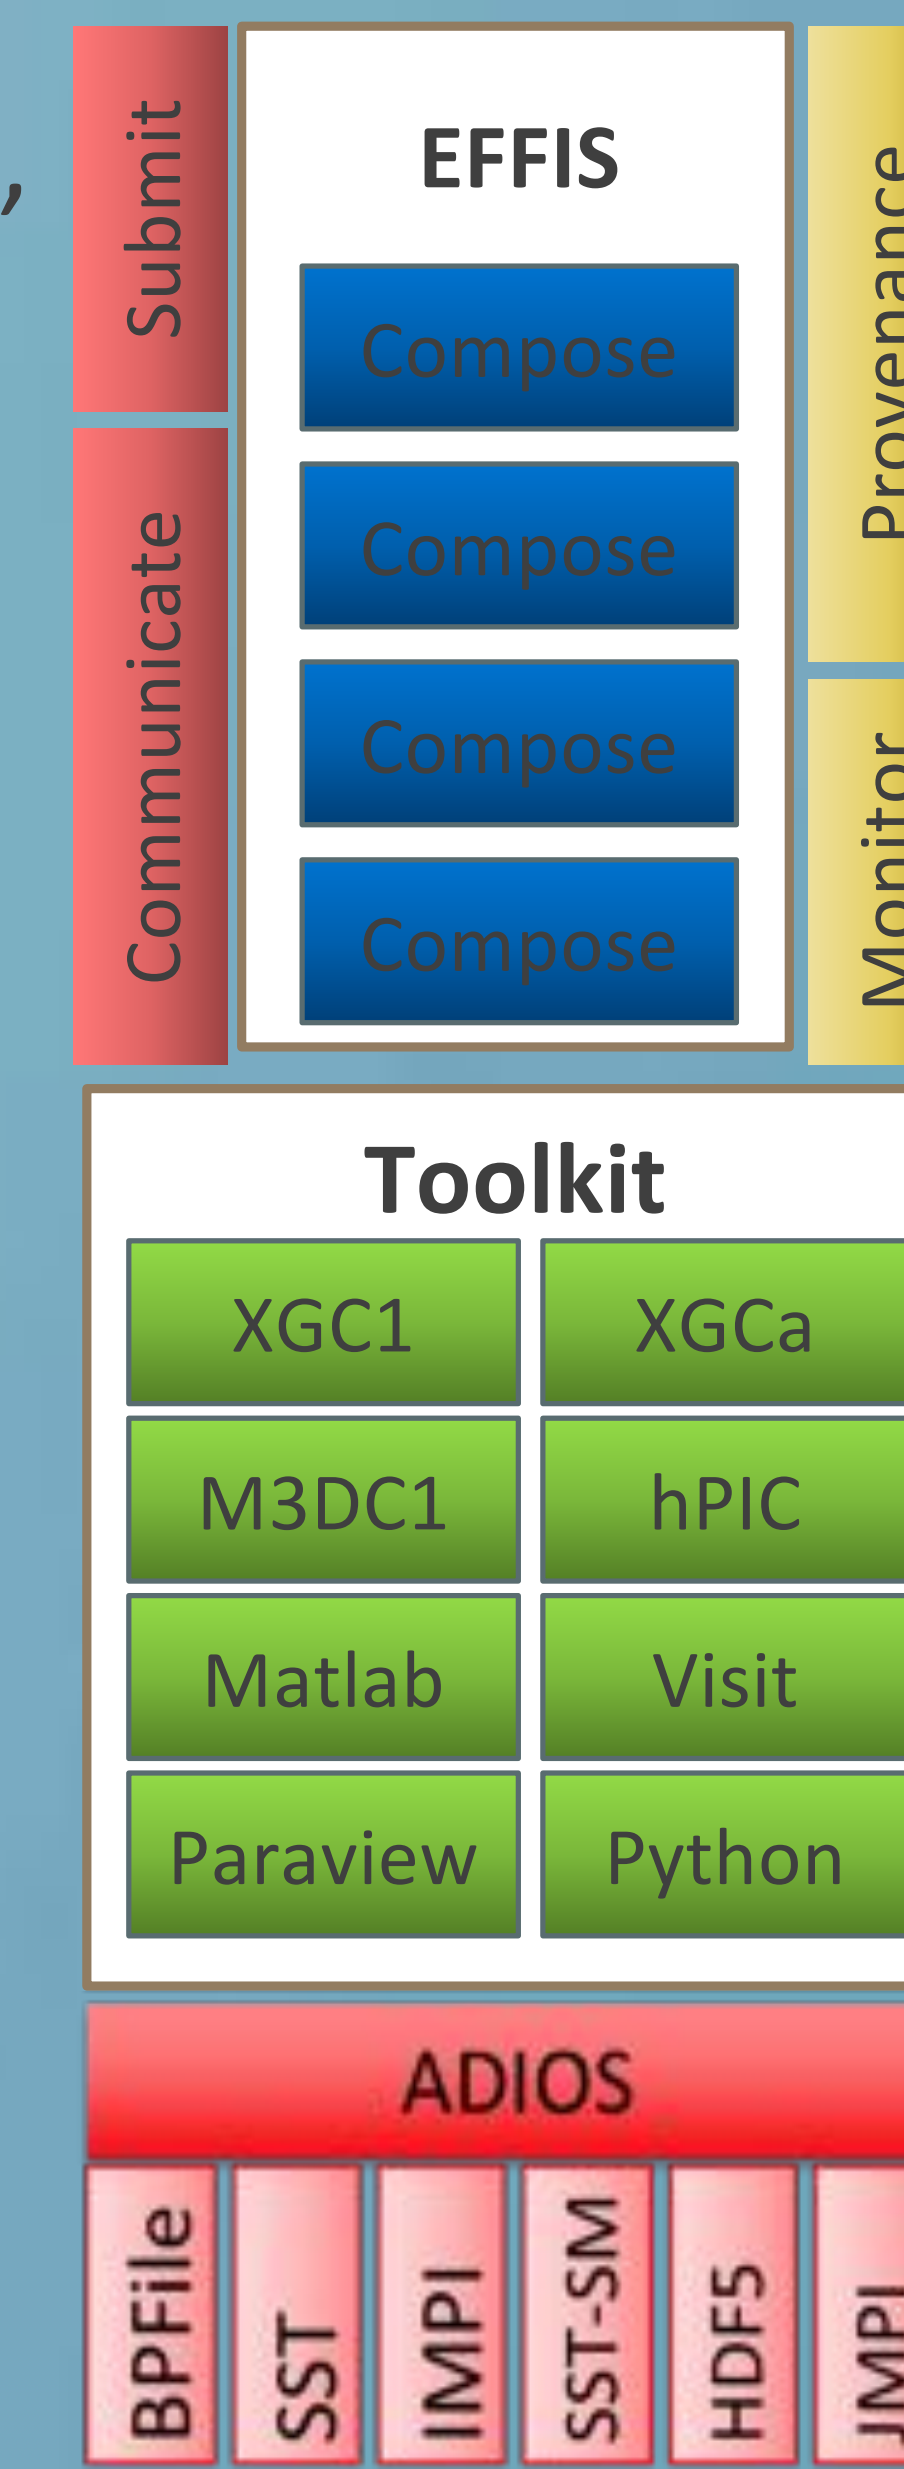 ,
Submit
Communicate
EFFIS
Compose
Compose
Compose
Compose
Provenance
Monitor
Toolkit
XGC1 XGCa
M3DC1 hPIC
Matlab Visit
Paraview Python
ADIOS
BPFile
SST
IMPI
SST-SM
HDF5